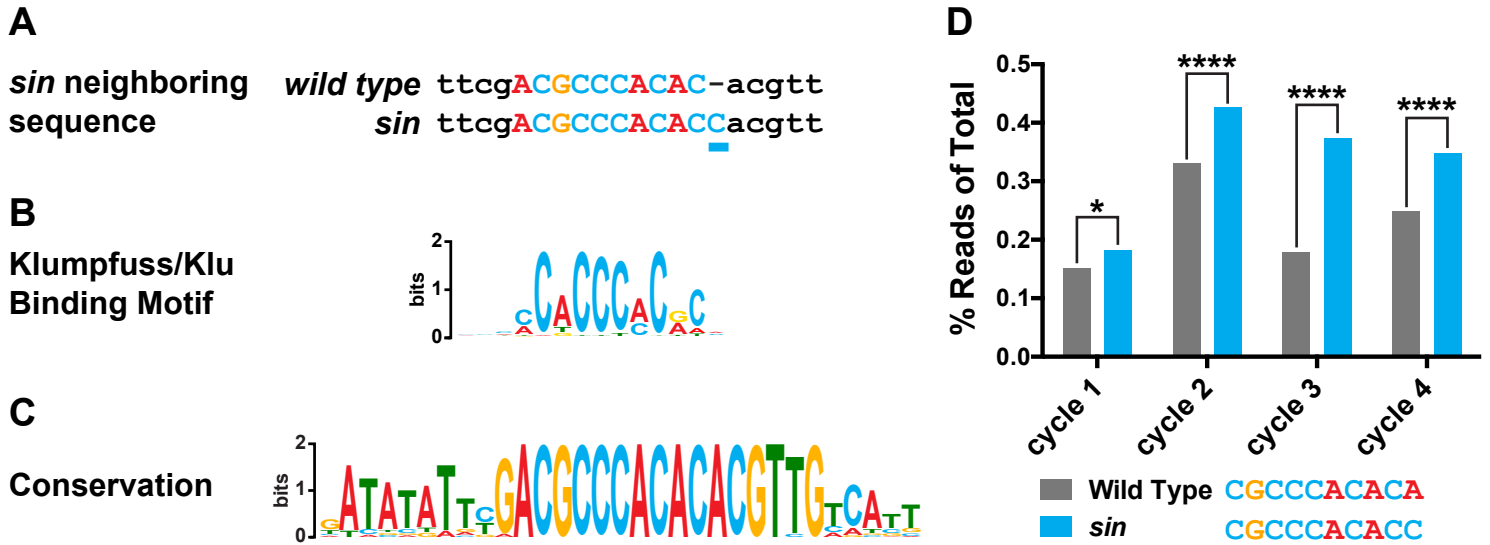 A
sin neighboring sequence
wild type ttcgACGCCCACAC-acgtt
sin ttcgACGCCCACACCacgtt
B
Klumpfuss/Klu
Binding Motif
bits
2
1
0
C
Conservation
bits
2
1
0
GATATATTCGACGCCCACACACGTTGTCATT
D
% Reads of Total
0.5
0.4
0.3
0.2
0.1
0.0
*
****
****
****
cycle 1
cycle 2
cycle 3
cycle 4
Wild Type CGCCCACACA
sin CGCCCACACC